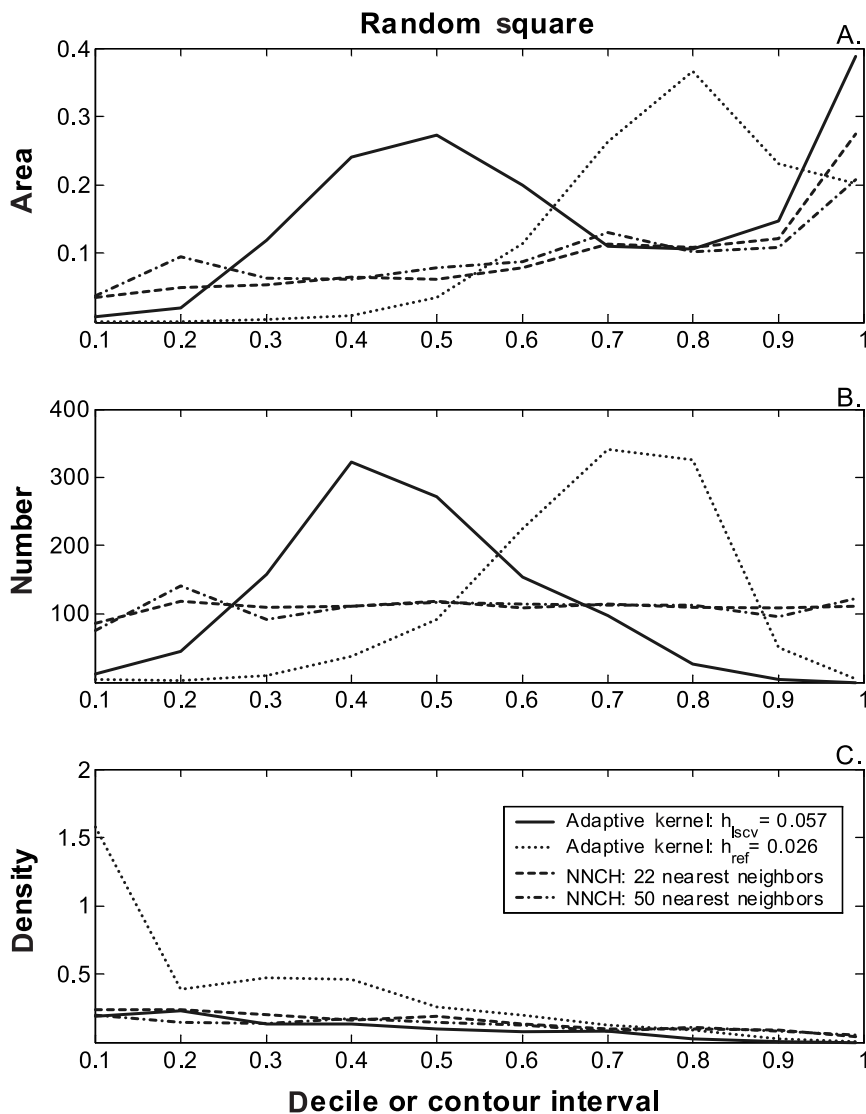 Random square
A.
Area
0.4
0.3
0.2
0.1
0.1 0.2 0.3 0.4 0.5 0.6 0.7 0.8 0.9 1
B.
Number
400
300
200
100
0.1 0.2 0.3 0.4 0.5 0.6 0.7 0.8 0.9 1
C.
Density
2
1.5
1
0.5
Adaptive kernel: hlscv = 0.057
Adaptive kernel: href = 0.026
NNCH: 22 nearest neighbors
NNCH: 50 nearest neighbors
0.1 0.2 0.3 0.4 0.5 0.6 0.7 0.8 0.9 1
Decile or contour interval